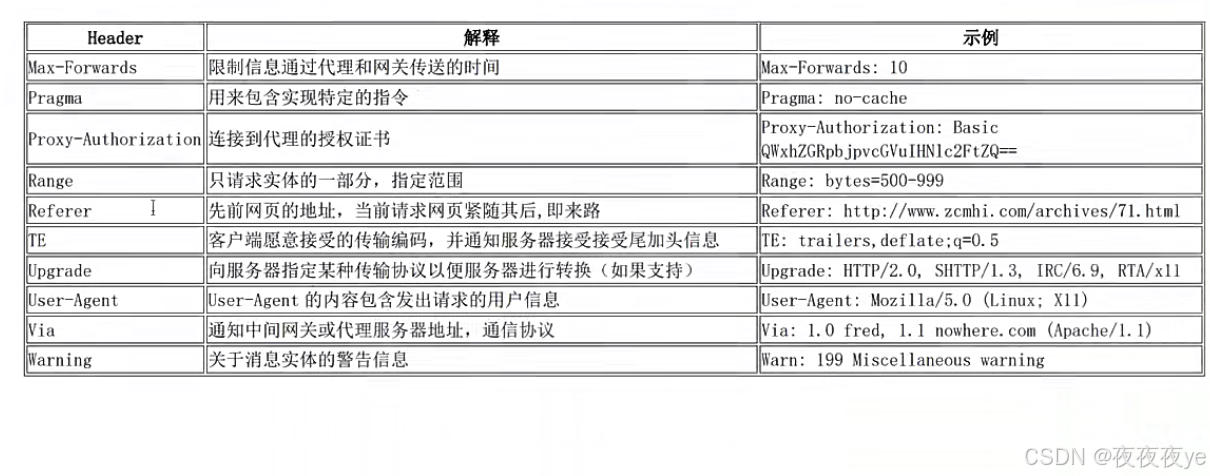 Header 解释 示例
Max-Forwards 限制信息通过代理和网关传送的时间 Max-Forwards: 10
Pragma 用来包含实现特定的指令 Pragma: no-cache
Proxy-Authorization 连接到代理的授权证书 Proxy-Authorization: Basic
QWxhZGRpbjpvcGVuIHNlc2FtZQ==
Range 只请求实体的一部分，指定范围 Range: bytes=500-999
Referer 先前网页的地址，当前请求网页紧随其后,即来路 Referer: http://www.zcmhi.com/archives/71.html
TE 客户端愿意接受的传输编码，并通知服务器接受接受尾加头信息 TE: trailers,deflate;q=0.5
Upgrade 向服务器指定某种传输协议以便服务器进行转换（如果支持） Upgrade: HTTP/2.0, SHTTP/1.3, IRC/6.9, RTA/x11
User-Agent User-Agent 的内容包含发出请求的用户信息 User-Agent: Mozilla/5.0 (Linux; X11)
Via 通知中间网关或代理服务器地址，通信协议 Via: 1.0 fred, 1.1 nowhere.com (Apache/1.1)
Warning 关于消息实体的警告信息 Warn: 199 Miscellaneous warning
CSDN @夜夜夜ye